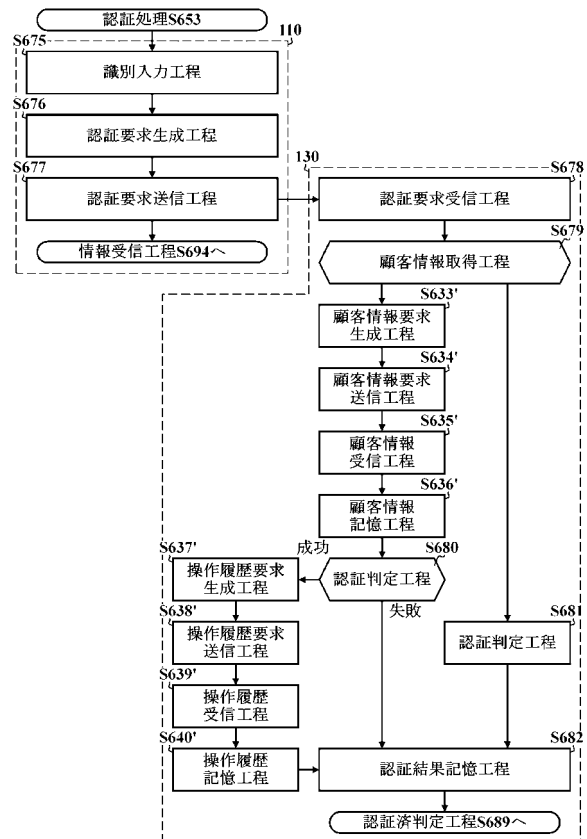 認証処理S653
110
S675
識別入力工程
S676
認証要求生成工程
S677
認証要求送信工程
情報受信工程S694へ
130
S678
認証要求受信工程
S679
顧客情報取得工程
S633'
顧客情報要求
生成工程
S634'
顧客情報要求
送信工程
S635'
顧客情報
受信工程
S636'
顧客情報
記憶工程
S680
認証判定工程
成功
失敗
S637'
操作履歴要求
生成工程
S638'
操作履歴要求
送信工程
S639'
操作履歴
受信工程
S640'
操作履歴
記憶工程
S681
認証判定工程
S682
認証結果記憶工程
認証済判定工程S689へ